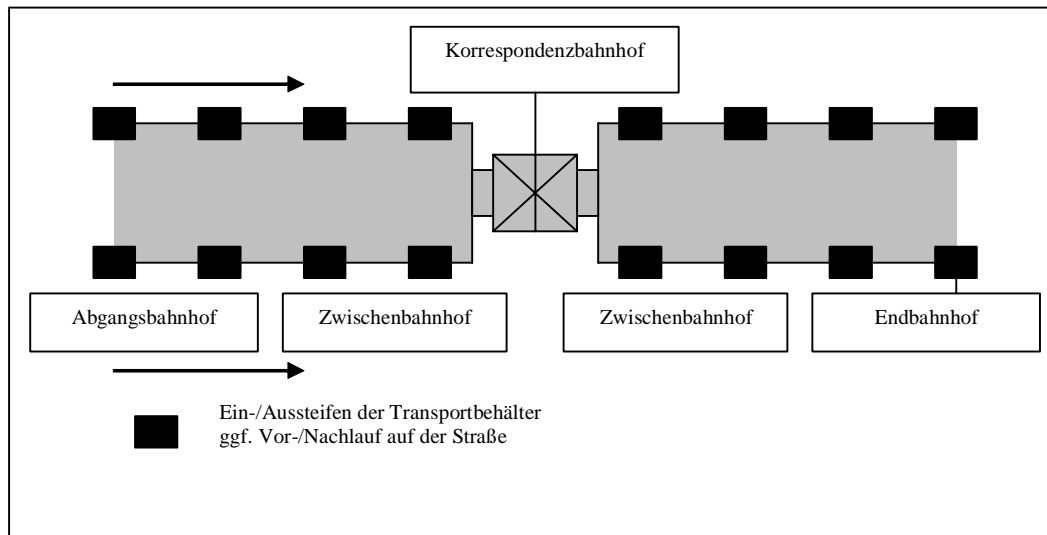 Korrespondenzbahnhof
Abgangsbahnhof
Zwischenbahnhof
Zwischenbahnhof
Endbahnhof
Ein-/Aussteifen der Transportbehälter
ggf. Vor-/Nachlauf auf der Straße